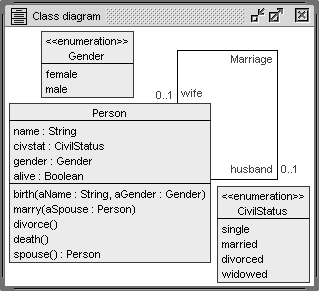 Class diagram
<<enumeration>>
Gender
female
male
Marriage
wife
0..1
Person
name : String
civstat : CivilStatus
gender : Gender
alive : Boolean
birth(aName : String, aGender : Gender)
marry(aSpouse : Person)
divorce()
death()
spouse() : Person
husband
0..1
<<enumeration>>
CivilStatus
single
married
divorced
widowed